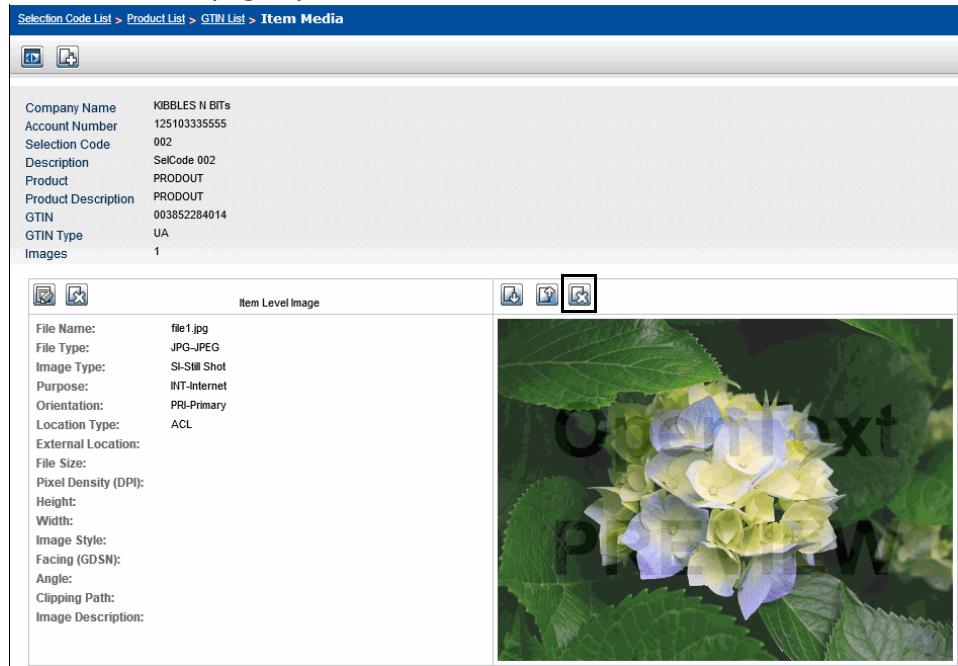 Selection Code List > Product List > GTIN List > Item Media
Company Name KIBBLES N BITs
Account Number 125103335555
Selection Code 002
Description SelCode 002
Product PRODOUT
Product Description PRODOUT
GTIN 003852284014
GTIN Type UA
Images 1
Item Level Image
File Name: file1.jpg
File Type: JPG-JPEG
Image Type: SI-Still Shot
Purpose: INT-Internet
Orientation: PRI-Primary
Location Type: ACL
External Location:
File Size:
Pixel Density (DPI):
Height:
Width:
Image Style:
Facing (GDSN):
Angle:
Clipping Path:
Image Description:
OpenText
PREVIEW